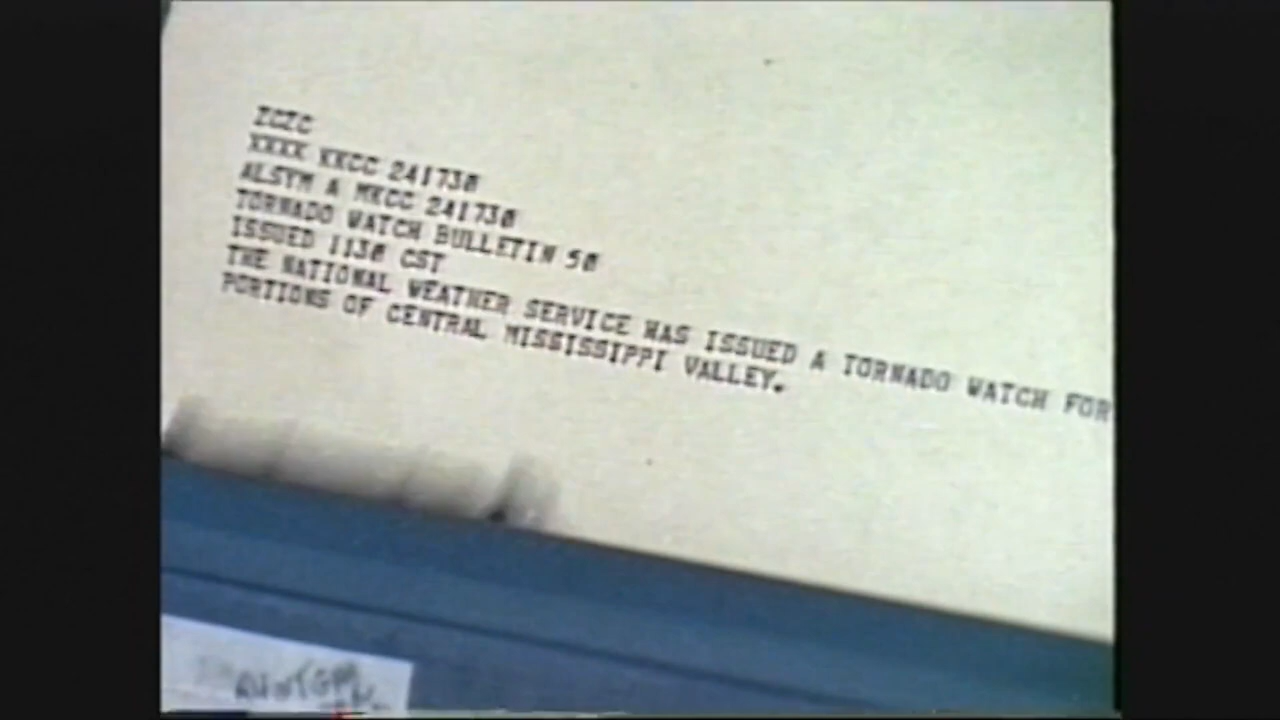 ZCZC
XXXX KKCC 241730
ALSYM A MKCC 241730
TORNADO WATCH BULLETIN 50
ISSUED 1130 CST
THE NATIONAL WEATHER SERVICE HAS ISSUED A TORNADO WATCH FOR
PORTIONS OF CENTRAL MISSISSIPPI VALLEY.